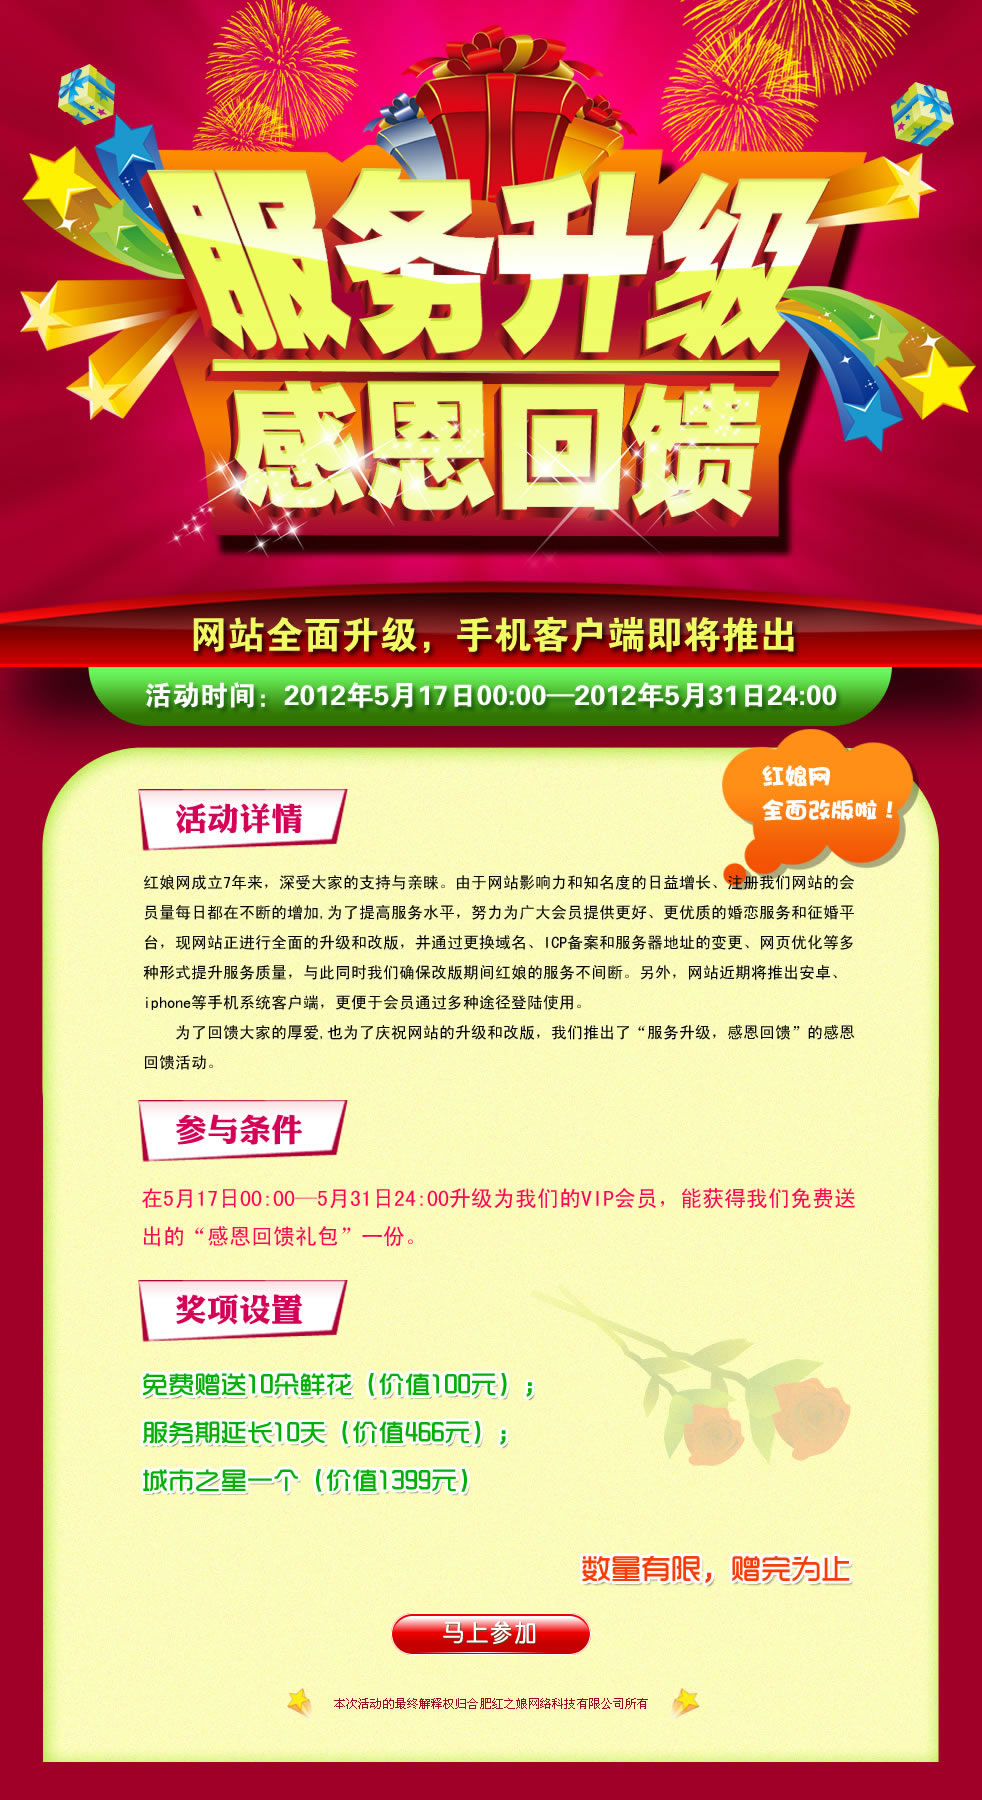 服务升级
感恩回馈
网站全面升级，手机客户端即将推出
活动时间：2012年5月17日00:00—2012年5月31日24:00
红娘网
全面改版啦！
活动详情
红娘网成立7年来，深受大家的支持与亲睐。由于网站影响力和知名度的日益增长、注册我们网站的会
员量每日都在不断的增加,为了提高服务水平，努力为广大会员提供更好、更优质的婚恋服务和征婚平
台，现网站正进行全面的升级和改版，并通过更换域名、ICP备案和服务器地址的变更、网页优化等多
种形式提升服务质量，与此同时我们确保改版期间红娘的服务不间断。另外，网站近期将推出安卓、
iphone等手机系统客户端，更便于会员通过多种途径登陆使用。
为了回馈大家的厚爱,也为了庆祝网站的升级和改版，我们推出了“服务升级，感恩回馈”的感恩
回馈活动。
参与条件
在5月17日00:00—5月31日24:00升级为我们的VIP会员，能获得我们免费送
出的“感恩回馈礼包”一份。
奖项设置
免费赠送10朵鲜花（价值100元）；
服务期延长10天（价值466元）；
城市之星一个（价值1399元）
数量有限，赠完为止
马上参加
本次活动的最终解释权归合肥红之娘网络科技有限公司所有